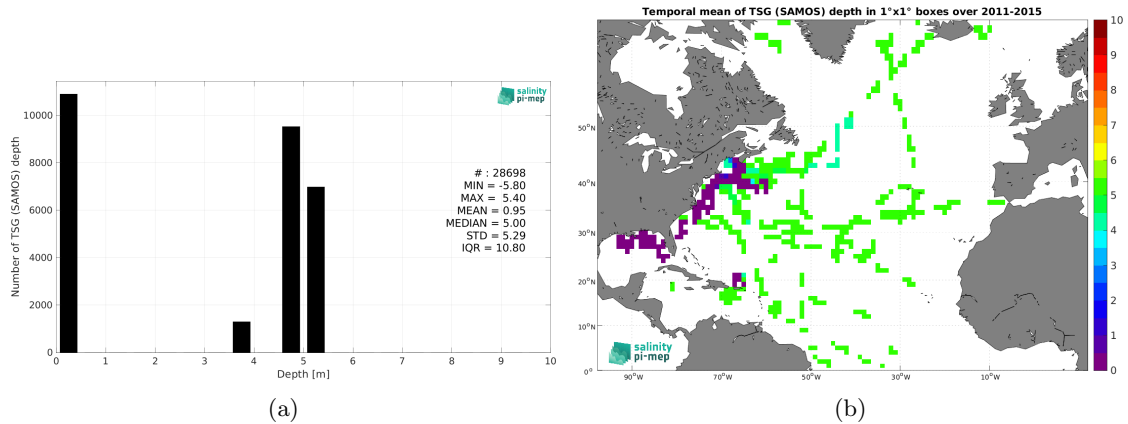 salinity
pi-mep
Number of TSG (SAMOS) depth
10000
8000
6000
4000
2000
0
# : 28698
MIN = -5.80
MAX = 5.40
MEAN = 0.95
MEDIAN = 5.00
STD = 5.29
IQR = 10.80
0 1 2 3 4 5 6 7 8 9 10
Depth [m]
(a)
Temporal mean of TSG (SAMOS) depth in 1°x1° boxes over 2011-2015
50°N
40°N
30°N
20°N
10°N
0°
90°W 70°W 50°W 30°W 10°W
salinity
pi-mep
10
9
8
7
6
5
4
3
2
1
0
(b)